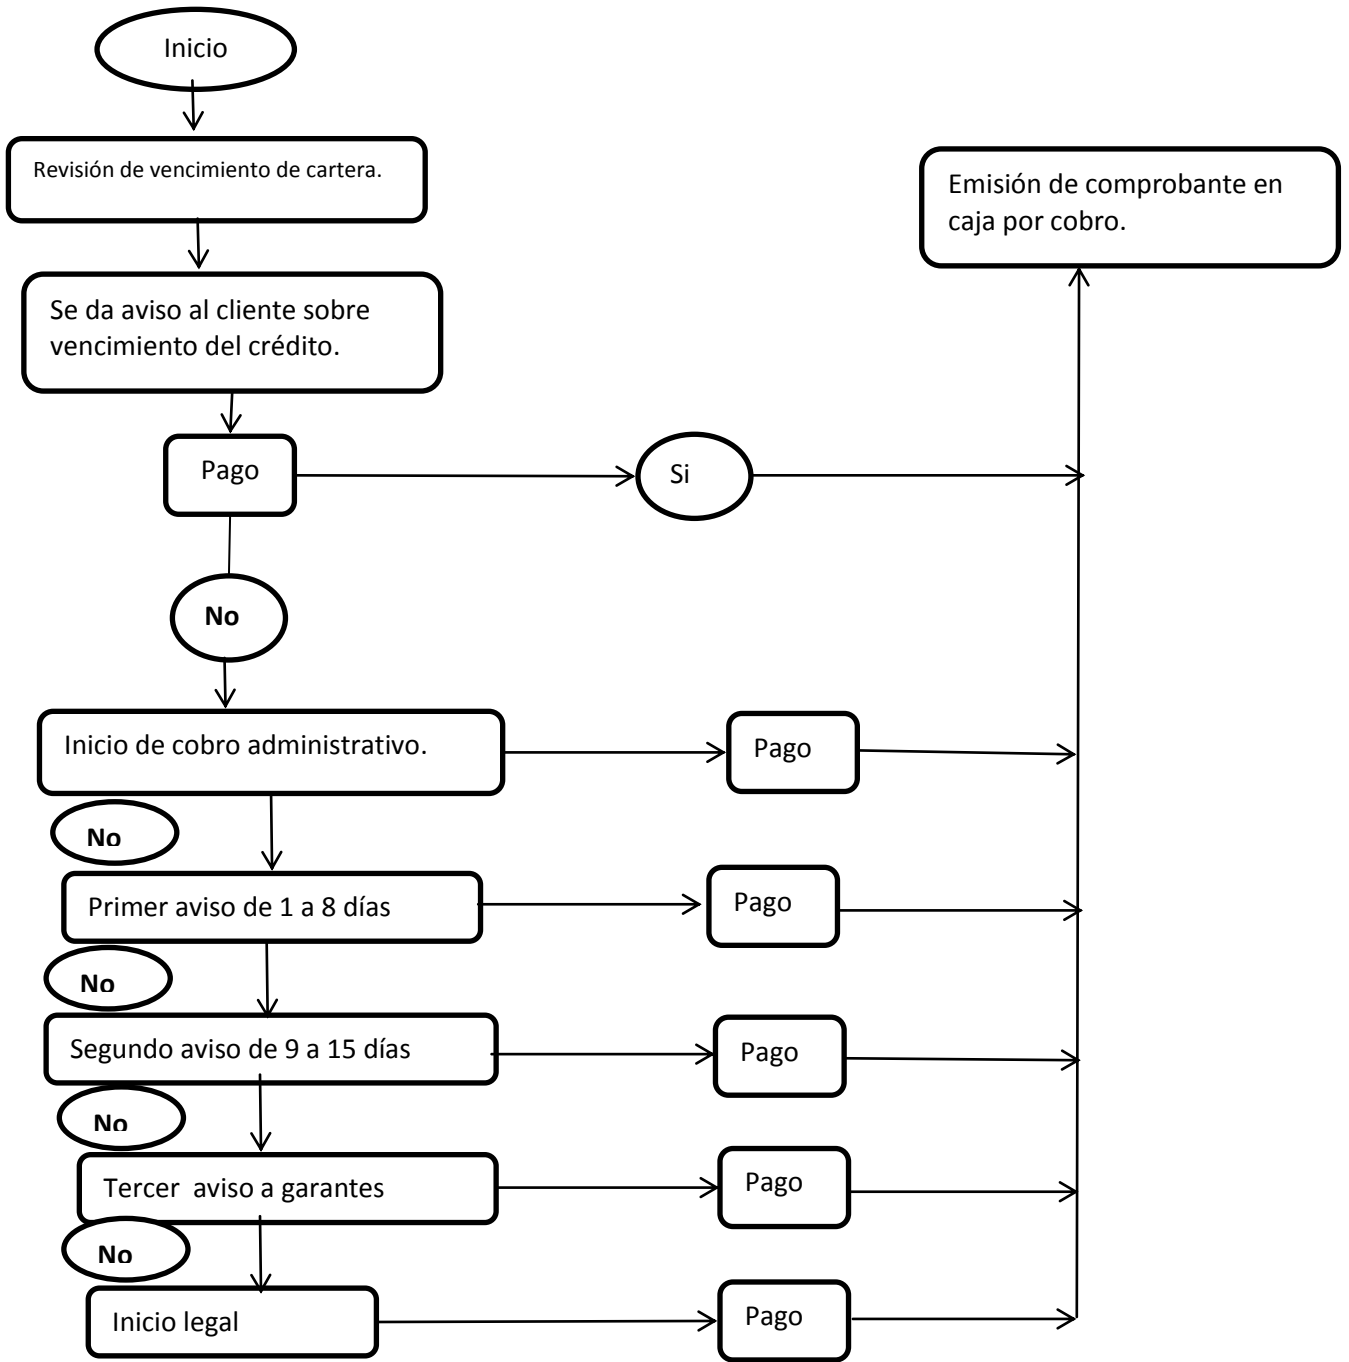 Inicio
Revisión de vencimiento de cartera.
Emisión de comprobante en
caja por cobro.
Se da aviso al cliente sobre
vencimiento del crédito.
Pago
Si
No
Inicio de cobro administrativo.
Pago
No
Primer aviso de 1 a 8 días
Pago
No
Segundo aviso de 9 a 15 días
Pago
No
Tercer aviso a garantes
Pago
No
Inicio legal
Pago